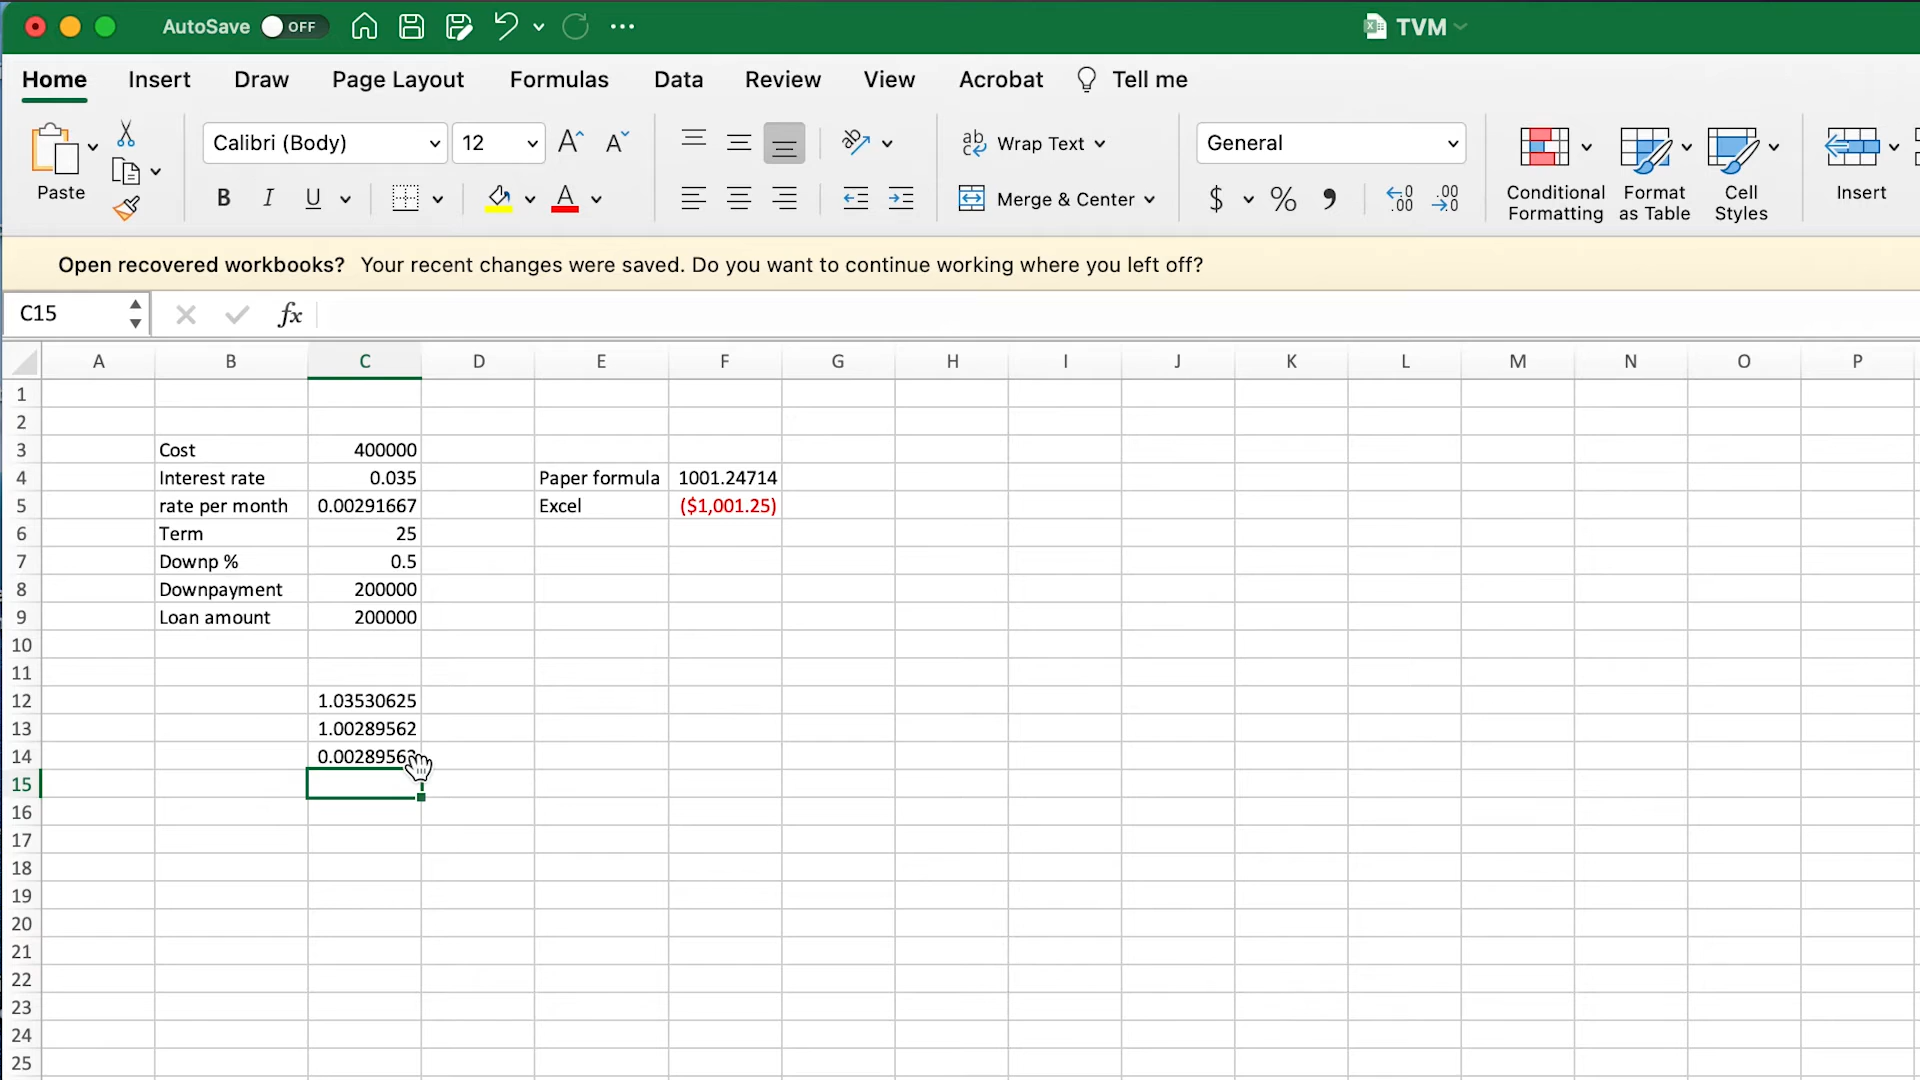 AutoSave OFF TVM
Home Insert Draw Page Layout Formulas Data Review View Acrobat Tell me
Paste Calibri (Body) 12 Wrap Text General
B I U A Merge & Center $ % Conditional Formatting Format as Table Cell Styles Insert
Open recovered workbooks? Your recent changes were saved. Do you want to continue working where you left off?
C15 fx
A B C D E F G H I J K L M N O P
1
2
3 Cost 400000
4 Interest rate 0.035 Paper formula 1001.24714
5 rate per month 0.00291667 Excel ($1,001.25)
6 Term 25
7 Downp % 0.5
8 Downpayment 200000
9 Loan amount 200000
10
11
12 1.03530625
13 1.00289562
14
15
16
17
18
19
20
21
22
23
24
25